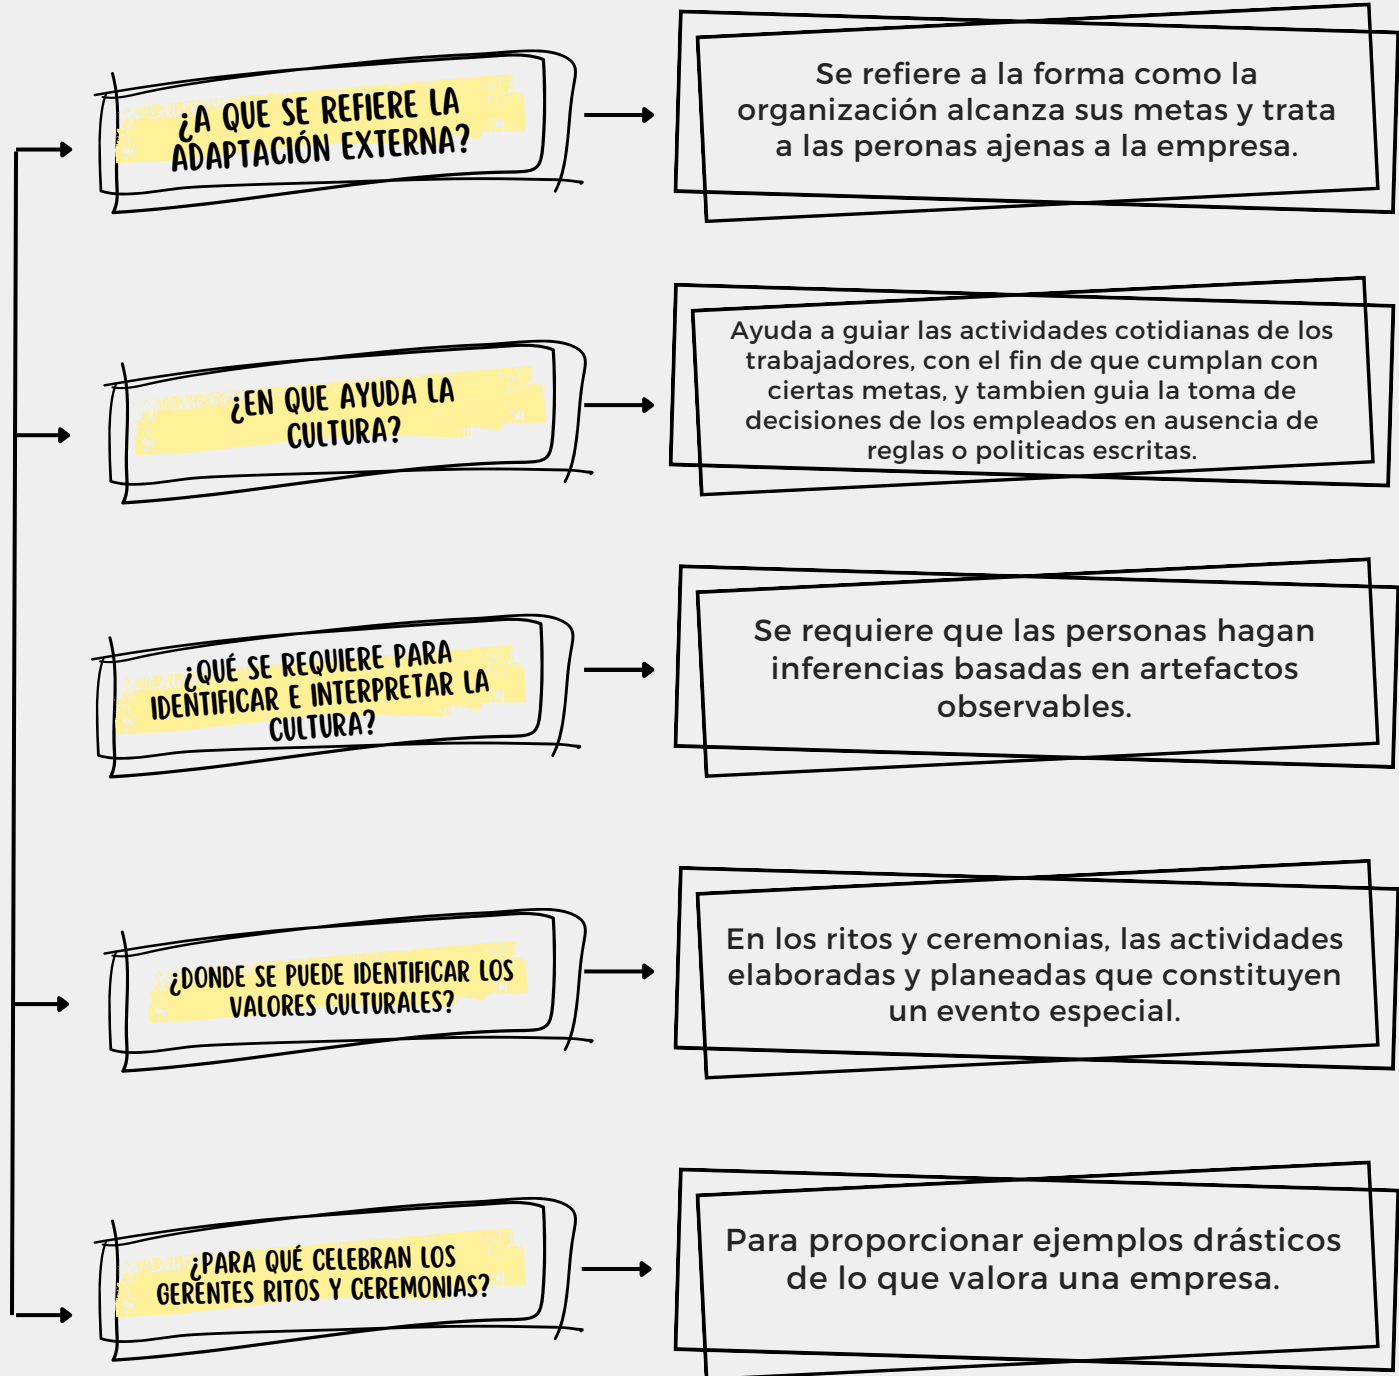 ¿A QUE SE REFIERE LA
ADAPTACIÓN EXTERNA?
Se refiere a la forma como la
organización alcanza sus metas y trata
a las peronas ajenas a la empresa.
¿EN QUE AYUDA LA
CULTURA?
Ayuda a guiar las actividades cotidianas de los
trabajadores, con el fin de que cumplan con
ciertas metas, y tambien guia la toma de
decisiones de los empleados en ausencia de
reglas o politicas escritas.
¿QUÉ SE REQUIERE PARA
IDENTIFICAR E INTERPRETAR LA
CULTURA?
Se requiere que las personas hagan
inferencias basadas en artefactos
observables.
¿DONDE SE PUEDE IDENTIFICAR LOS
VALORES CULTURALES?
En los ritos y ceremonias, las actividades
elaboradas y planeadas que constituyen
un evento especial.
¿PARA QUÉ CELEBRAN LOS
GERENTES RITOS Y CEREMONIAS?
Para proporcionar ejemplos drásticos
de lo que valora una empresa.